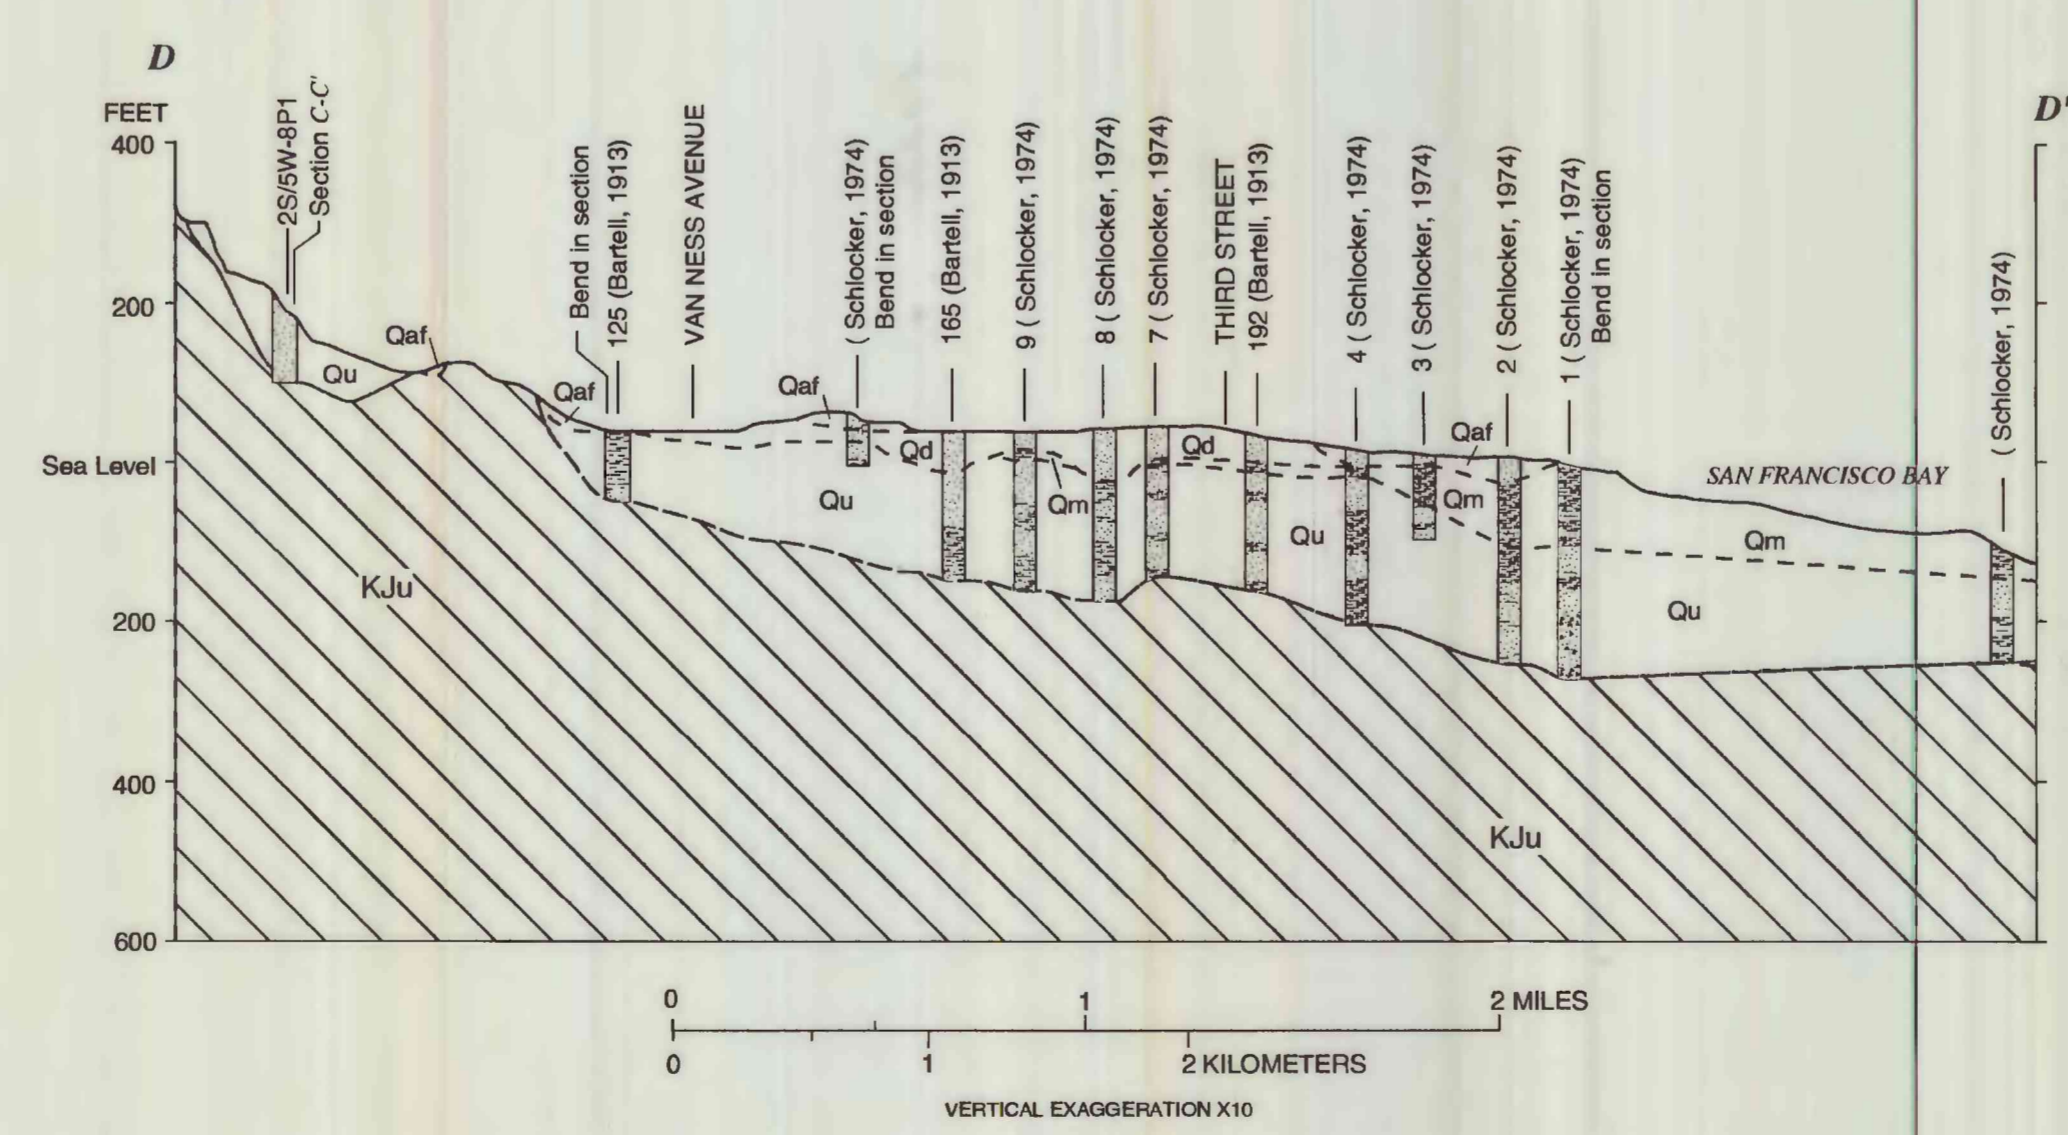 D
D'
FEET
400
200
Sea Level
200
400
600
2S/5W-8P1
Section C-C'
Bend in section
125 (Bartell, 1913)
VAN NESS AVENUE
( Schlocker, 1974)
Bend in section
165 (Bartell, 1913)
9 ( Schlocker, 1974)
8 ( Schlocker, 1974)
7 ( Schlocker, 1974)
THIRD STREET
192 (Bartell, 1913)
4 ( Schlocker, 1974)
3 ( Schlocker, 1974)
2 ( Schlocker, 1974)
1 ( Schlocker, 1974)
Bend in section
( Schlocker, 1974)
Qaf
Qu
Qaf
Qaf
Qd
Qd
Qaf
SAN FRANCISCO BAY
Qu
Qm
Qm
Qu
Qm
KJu
Qu
KJu
0
1
2 MILES
0
1
2 KILOMETERS
VERTICAL EXAGGERATION X10